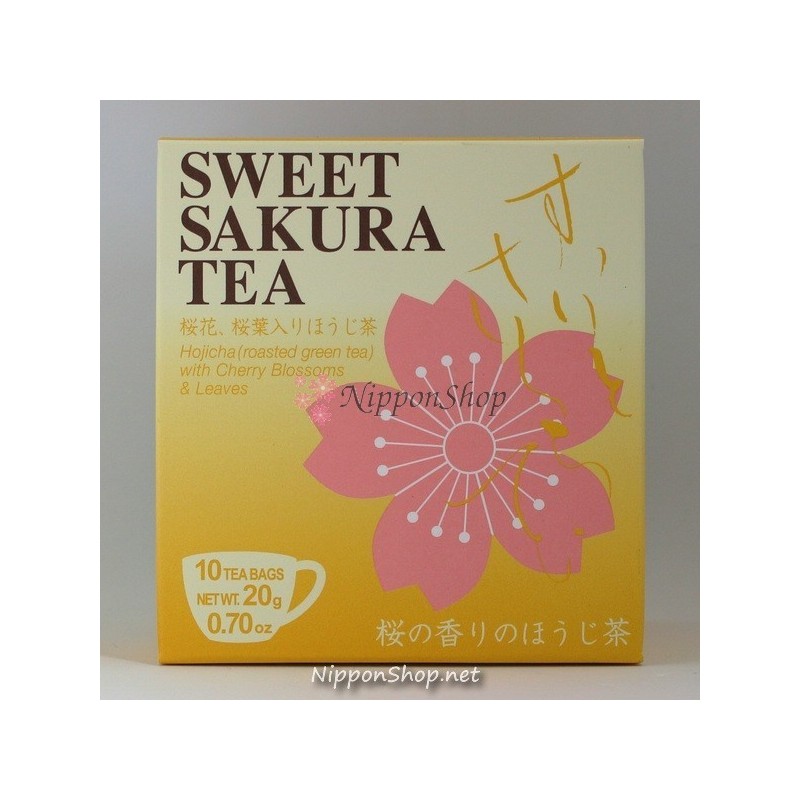 SWEET
SAKURA
TEA
桜花、桜葉入りほうじ茶
Hojicha(roasted green tea)
with Cherry Blossoms
& Leaves
NipponShop
10 TEA BAGS
NET WT. 20g
0.70 oz
桜の香りのほうじ茶
NipponShop.net